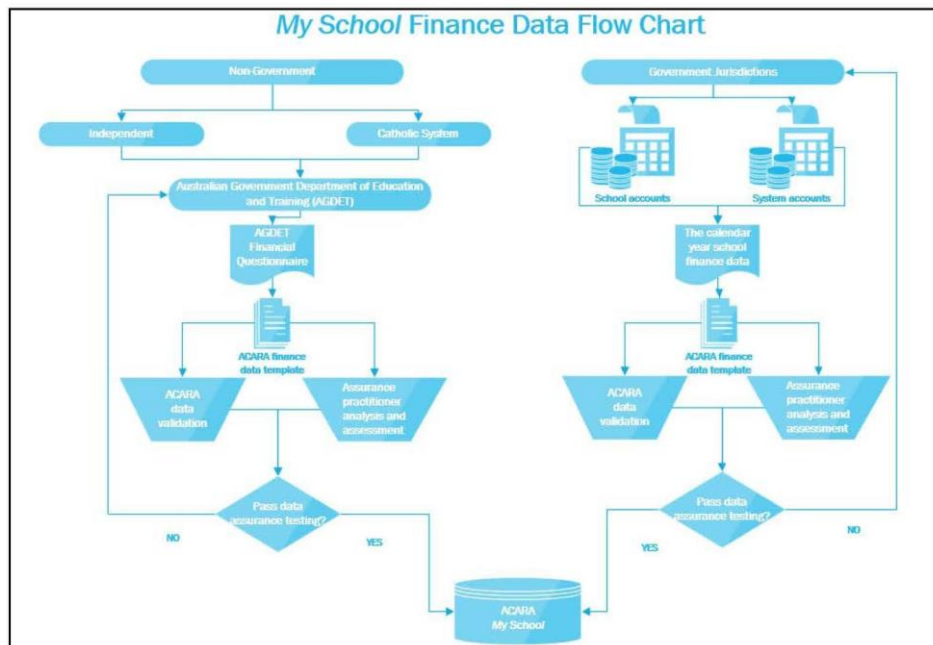 My School Finance Data Flow Chart
Non-Government
Independent
Catholic System
Australian Government Department of Education
and Training (AGDET)
AGDET
Financial
Questionnaire
ACARA finance
data template
ACARA
data
validation
Assurance
practitioner
analysis and
assessment
Pass data
assurance testing?
NO
YES
Government Jurisdictions
School accounts
System accounts
The calendar
year school
finance data
ACARA finance
data template
ACARA
data
validation
Assurance
practitioner
analysis and
assessment
Pass data
assurance testing?
YES
NO
ACARA
My School